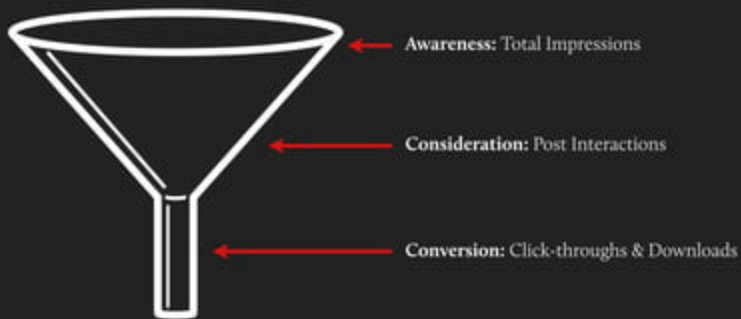 Awareness: Total Impressions
Consideration: Post Interactions
Conversion: Click-throughs & Downloads